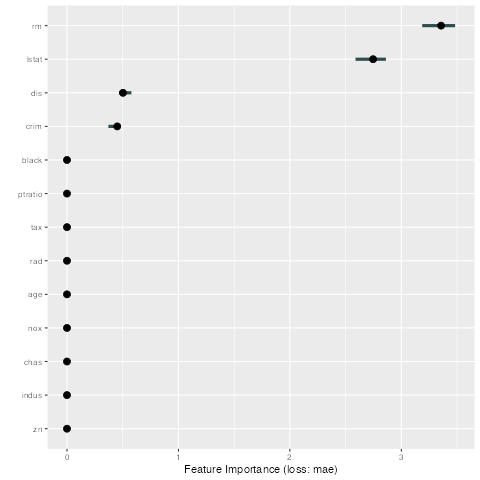 rm
lstat
dis
crim
black
ptratio
tax
rad
age
nox
chas
indus
zn
0 1 2 3
Feature Importance (loss: mae)